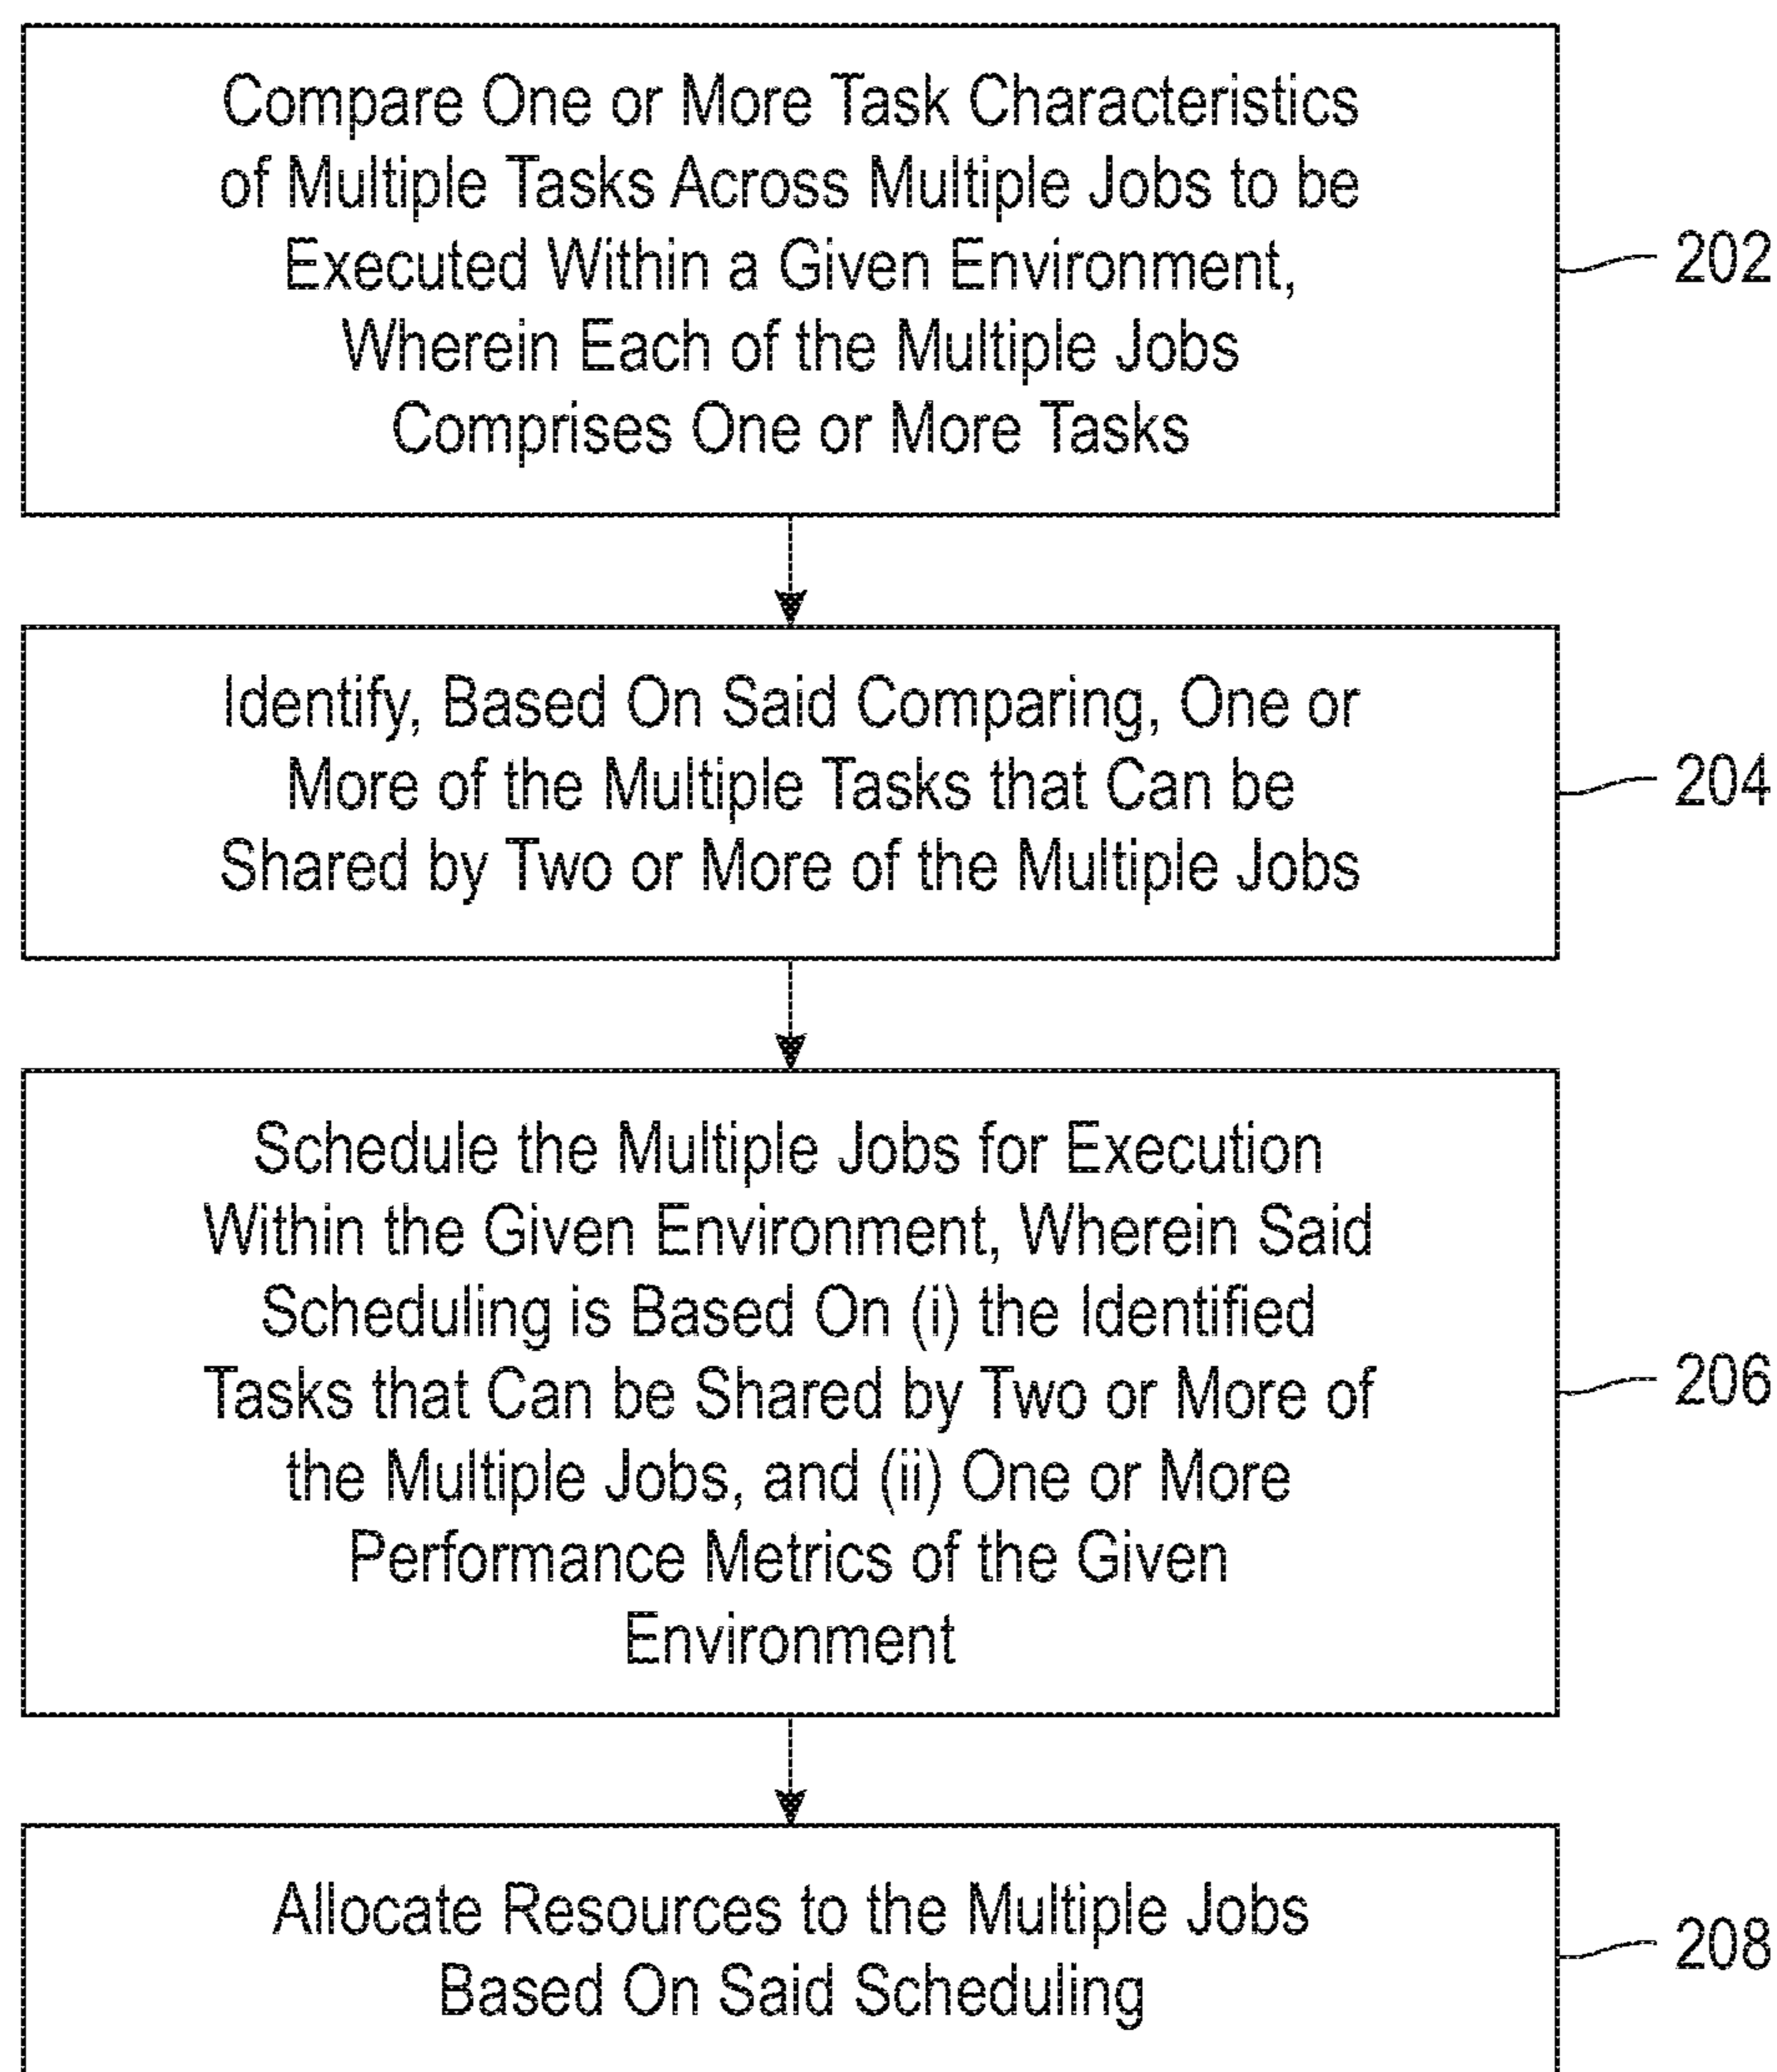 Compare One or More Task Characteristics
of Multiple Tasks Across Multiple Jobs to be
Executed Within a Given Environment,
Wherein Each of the Multiple Jobs
Comprises One or More Tasks
202
Identify, Based On Said Comparing, One or
More of the Multiple Tasks that Can be
Shared by Two or More of the Multiple Jobs
204
Schedule the Multiple Jobs for Execution
Within the Given Environment, Wherein Said
Scheduling is Based On (i) the Identified
Tasks that Can be Shared by Two or More of
the Multiple Jobs, and (ii) One or More
Performance Metrics of the Given
Environment
206
Allocate Resources to the Multiple Jobs
Based On Said Scheduling
208